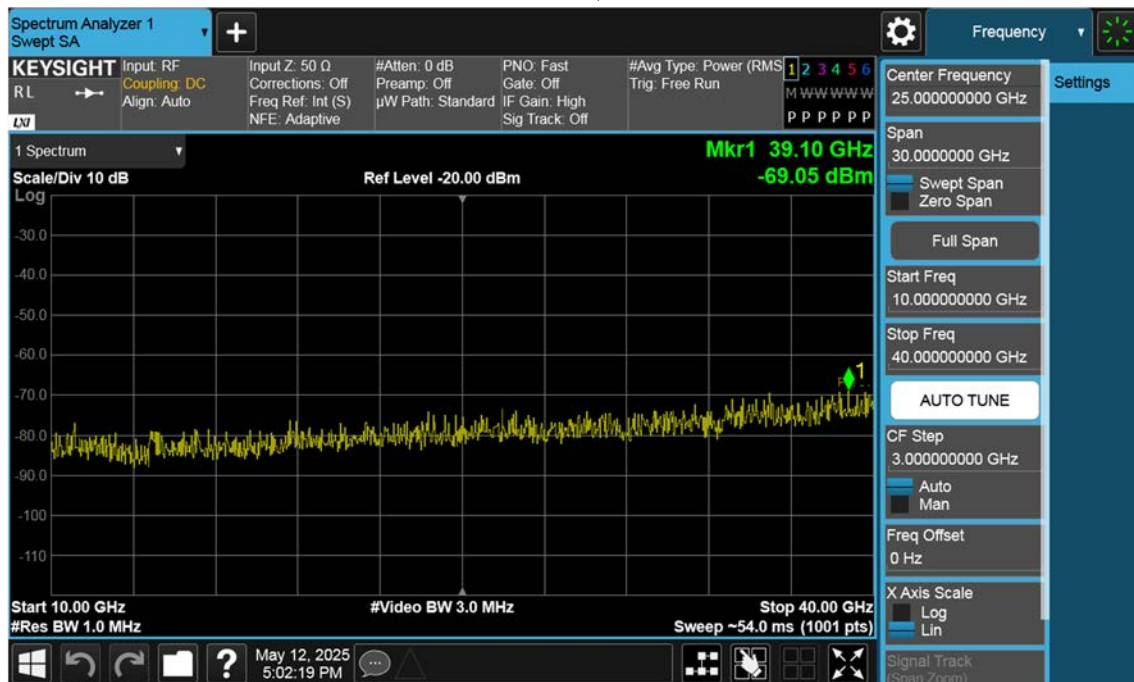 Spectrum Analyzer 1
Swept SA
+
Frequency
KEYSIGHT
RL
LXI
Input: RF
Coupling: DC
Align: Auto
Input Z: 50 Ω
Corrections: Off
Freq Ref: Int (S)
NFE: Adaptive
#Atten: 0 dB
Preamp: Off
µW Path: Standard
PNO: Fast
Gate: Off
IF Gain: High
Sig Track: Off
#Avg Type: Power (RMS
Trig: Free Run
1 2 3 4 5 6
M W W W W W
P P P P P P
1 Spectrum
Mkr1 39.10 GHz
-69.05 dBm
Scale/Div 10 dB
Ref Level -20.00 dBm
Log
-30.0
-40.0
-50.0
-60.0
-70.0
-80.0
-90.0
-100
-110
1
Start 10.00 GHz
#Video BW 3.0 MHz
Stop 40.00 GHz
#Res BW 1.0 MHz
Sweep ~54.0 ms (1001 pts)
?
May 12, 2025
5:02:19 PM
Center Frequency
25.000000000 GHz
Settings
Span
30.0000000 GHz
Swept Span
Zero Span
Full Span
Start Freq
10.000000000 GHz
Stop Freq
40.000000000 GHz
AUTO TUNE
CF Step
3.000000000 GHz
Auto
Man
Freq Offset
0 Hz
X Axis Scale
Log
Lin
Signal Track
(Span Zoom)